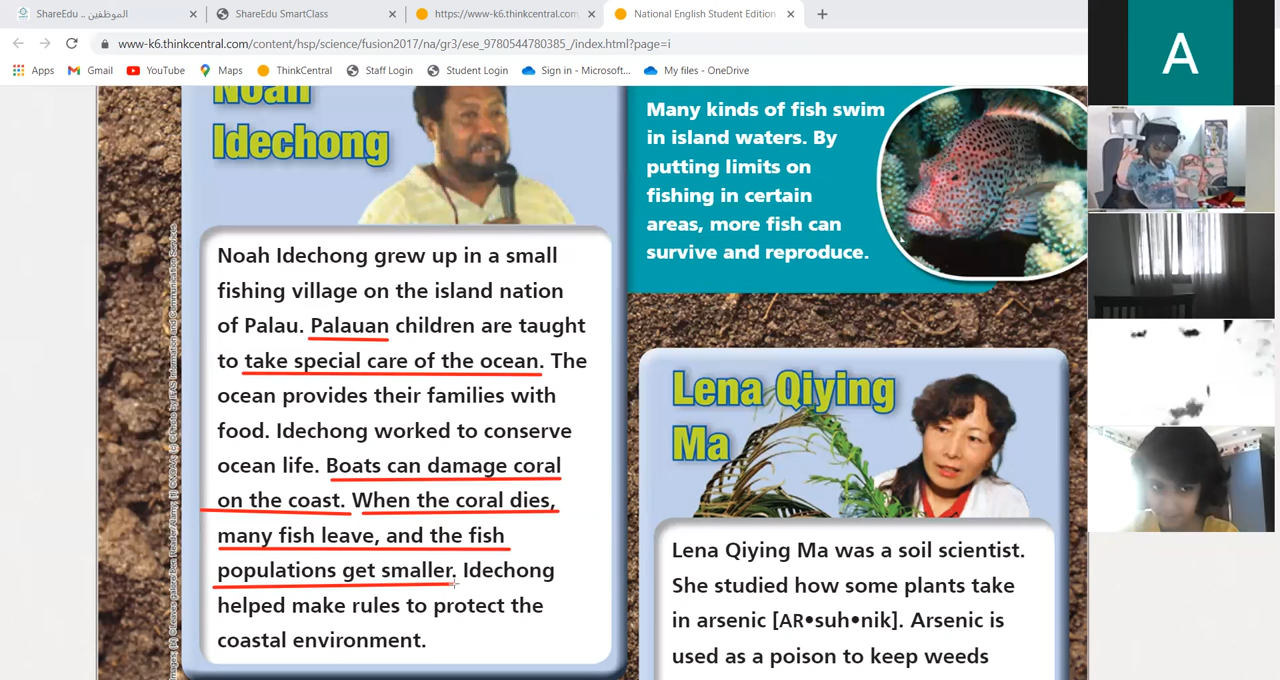 ShareEdu .. الموظفين
ShareEdu SmartClass
https://www-k6.thinkcentral.com
National English Student Edition
www-k6.thinkcentral.com/content/hsp/science/fusion2017/na/gr3/ese_9780544780385_/index.html?page=i
Apps
Gmail
YouTube
Maps
ThinkCentral
Staff Login
Student Login
Sign in - Microsoft...
My files - OneDrive
Noah
Idechong
Noah Idechong grew up in a small
fishing village on the island nation
of Palau. Palauan children are taught
to take special care of the ocean. The
ocean provides their families with
food. Idechong worked to conserve
ocean life. Boats can damage coral
on the coast. When the coral dies,
many fish leave, and the fish
populations get smaller. Idechong
helped make rules to protect the
coastal environment.
Many kinds of fish swim
in island waters. By
putting limits on
fishing in certain
areas, more fish can
survive and reproduce.
Lena Qiying
Ma
Lena Qiying Ma was a soil scientist.
She studied how some plants take
in arsenic [AR•suh•nik]. Arsenic is
used as a poison to keep weeds
A